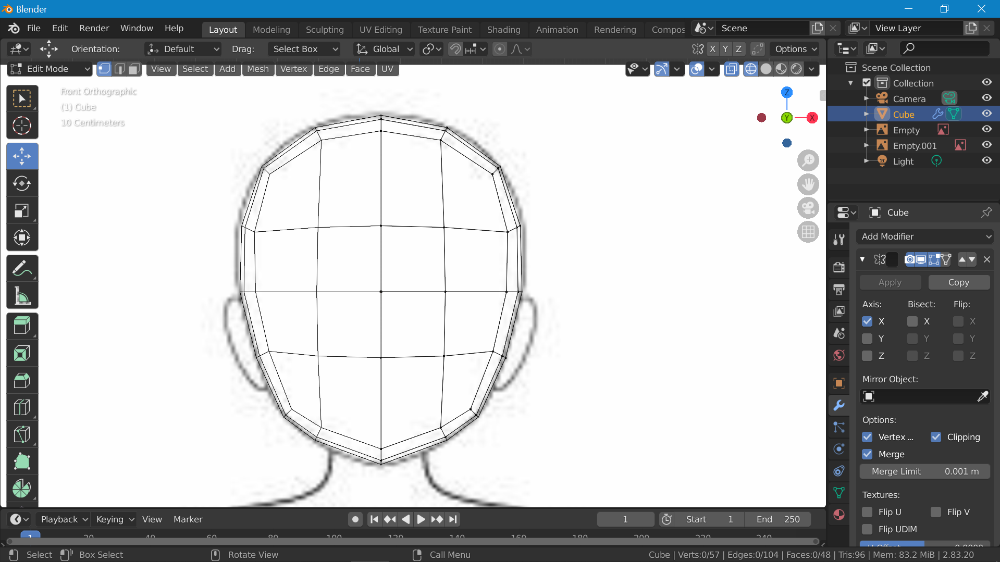 Blender
File Edit Render Window Help Layout Modeling Sculpting UV Editing Texture Paint Shading Animation Rendering Compos Scene View Layer
Orientation: Default Drag: Select Box Global X Y Z Options
Edit Mode View Select Add Mesh Vertex Edge Face UV
Front Orthographic
(1) Cube
10 Centimeters
Z
Y X
Scene Collection
Collection
Camera
Cube
Empty
Empty.001
Light
Cube
Add Modifier
Apply Copy
Axis: Bisect: Flip:
X X X
Y Y Y
Z Z Z
Mirror Object:
Options:
Vertex ... Clipping
Merge
Merge Limit 0.001 m
Textures:
Flip U Flip V
Flip UDIM
Playback Keying View Marker 1 Start 1 End 250
1 20 40 60 80 100 120 140 160 180 200 220 240
Select Box Select Rotate View Call Menu Cube | Verts:0/57 | Edges:0/104 | Faces:0/48 | Tris:96 | Mem: 83.2 MiB | 2.83.20